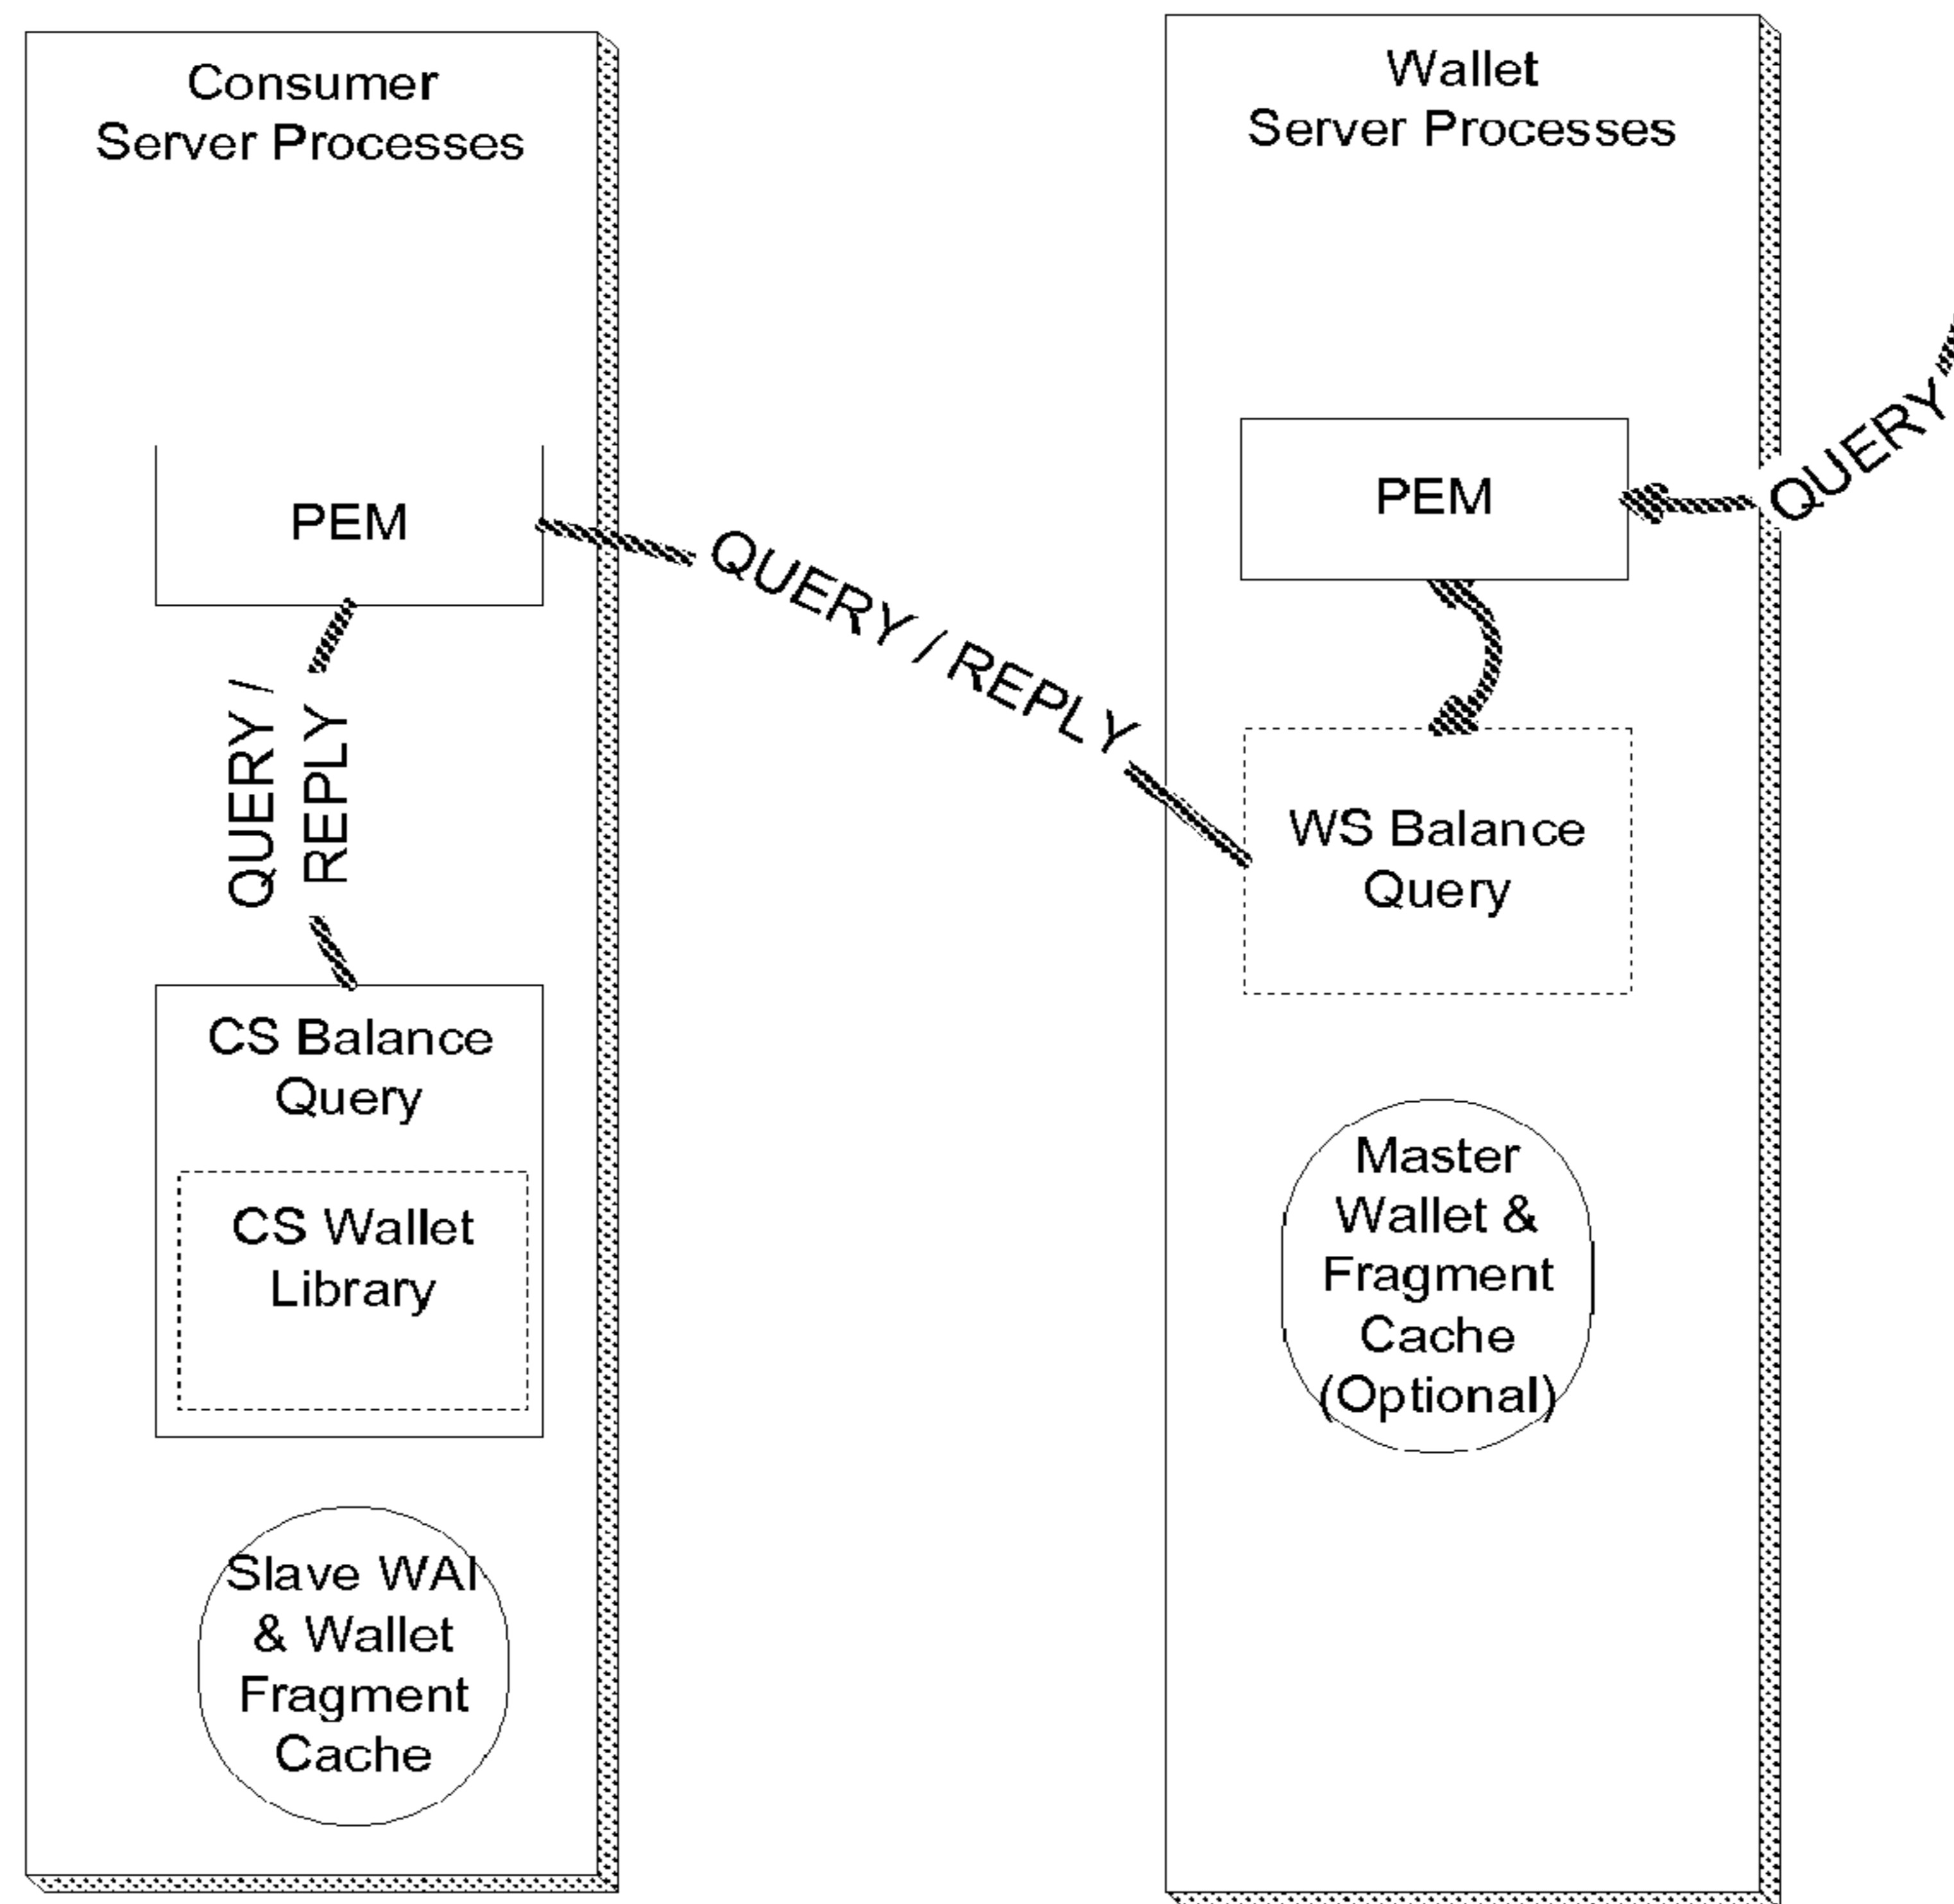 Consumer
Server Processes
PEM
QUERY /
REPLY
CS Balance
Query
CS Wallet
Library
Slave WAI
& Wallet
Fragment
Cache
QUERY / REPLY
Wallet
Server Processes
PEM
WS Balance
Query
Master
Wallet &
Fragment
Cache
(Optional)
QUERY